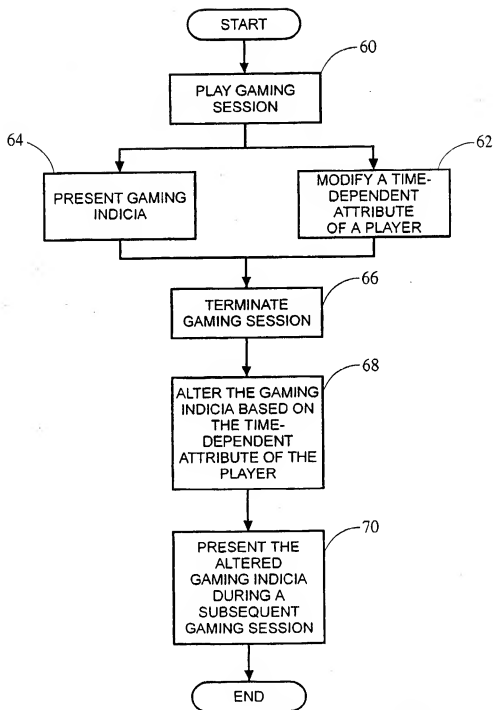 START
60
PLAY GAMING
SESSION
64
62
PRESENT GAMING
INDICIA
MODIFY A TIME-
DEPENDENT
ATTRIBUTE
OF A PLAYER
66
TERMINATE
GAMING SESSION
68
ALTER THE GAMING
INDICIA BASED ON
THE TIME-
DEPENDENT
ATTRIBUTE OF THE
PLAYER
70
PRESENT THE
ALTERED
GAMING INDICIA
DURING A
SUBSEQUENT
GAMING SESSION
END